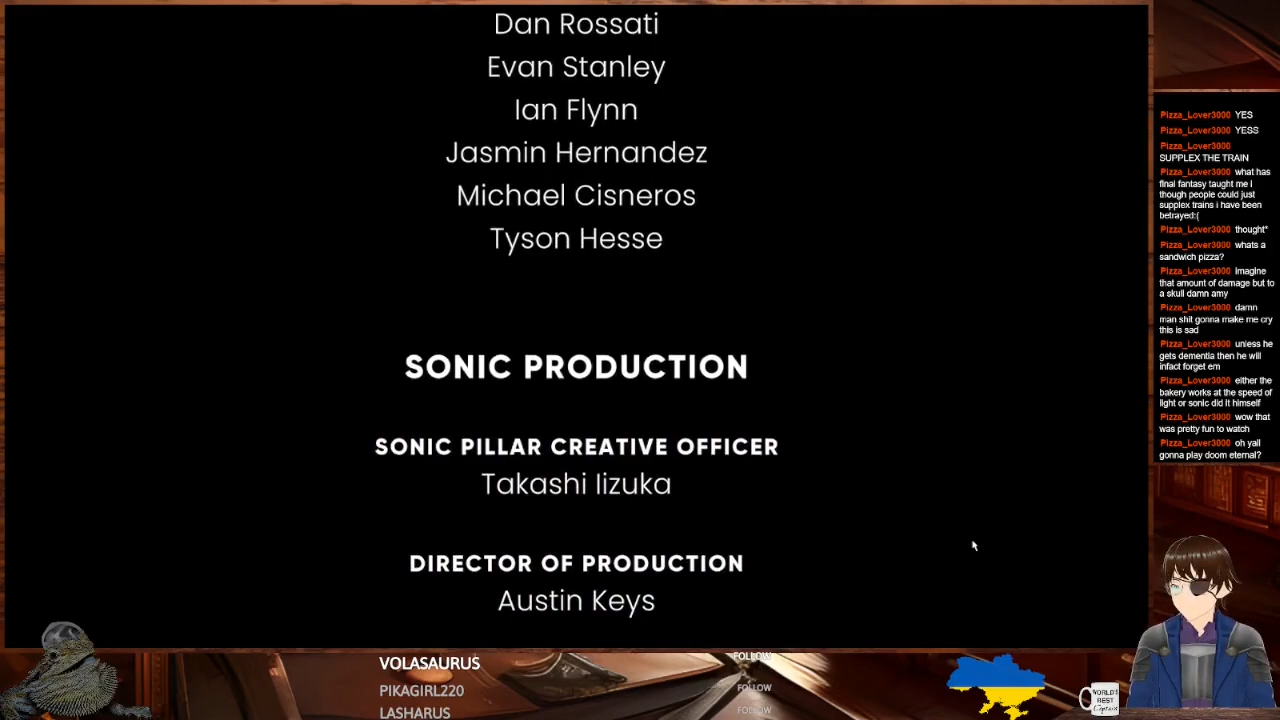 Dan Rossati
Evan Stanley
Ian Flynn
Jasmin Hernandez
Michael Cisneros
Tyson Hesse
SONIC PRODUCTION
SONIC PILLAR CREATIVE OFFICER
Takashi Iizuka
DIRECTOR OF PRODUCTION
Austin Keys
Pizza_Lover3000 YES
Pizza_Lover3000 YESS
Pizza_Lover3000
SUPPLEX THE TRAIN
Pizza_Lover3000 what has
final fantasy taught me i
though people could just
supplex trains i have been
betrayed:(
Pizza_Lover3000 thought*
Pizza_Lover3000 whats a
sandwich pizza?
Pizza_Lover3000 imagine
that amount of damage but to
a skull damn amy
Pizza_Lover3000 damn
man shit gonna make me cry
this is sad
Pizza_Lover3000 unless he
gets dementia then he will
infact forget em
Pizza_Lover3000 either the
bakery works at the speed of
light or sonic did it himself
Pizza_Lover3000 wow that
was pretty fun to watch
Pizza_Lover3000 oh yall
gonna play doom eternal?
VOLASAURUS FOLLOW
PIKAGIRL220 FOLLOW
LASHARUS FOLLOW
WORLD'S
BEST
Captain